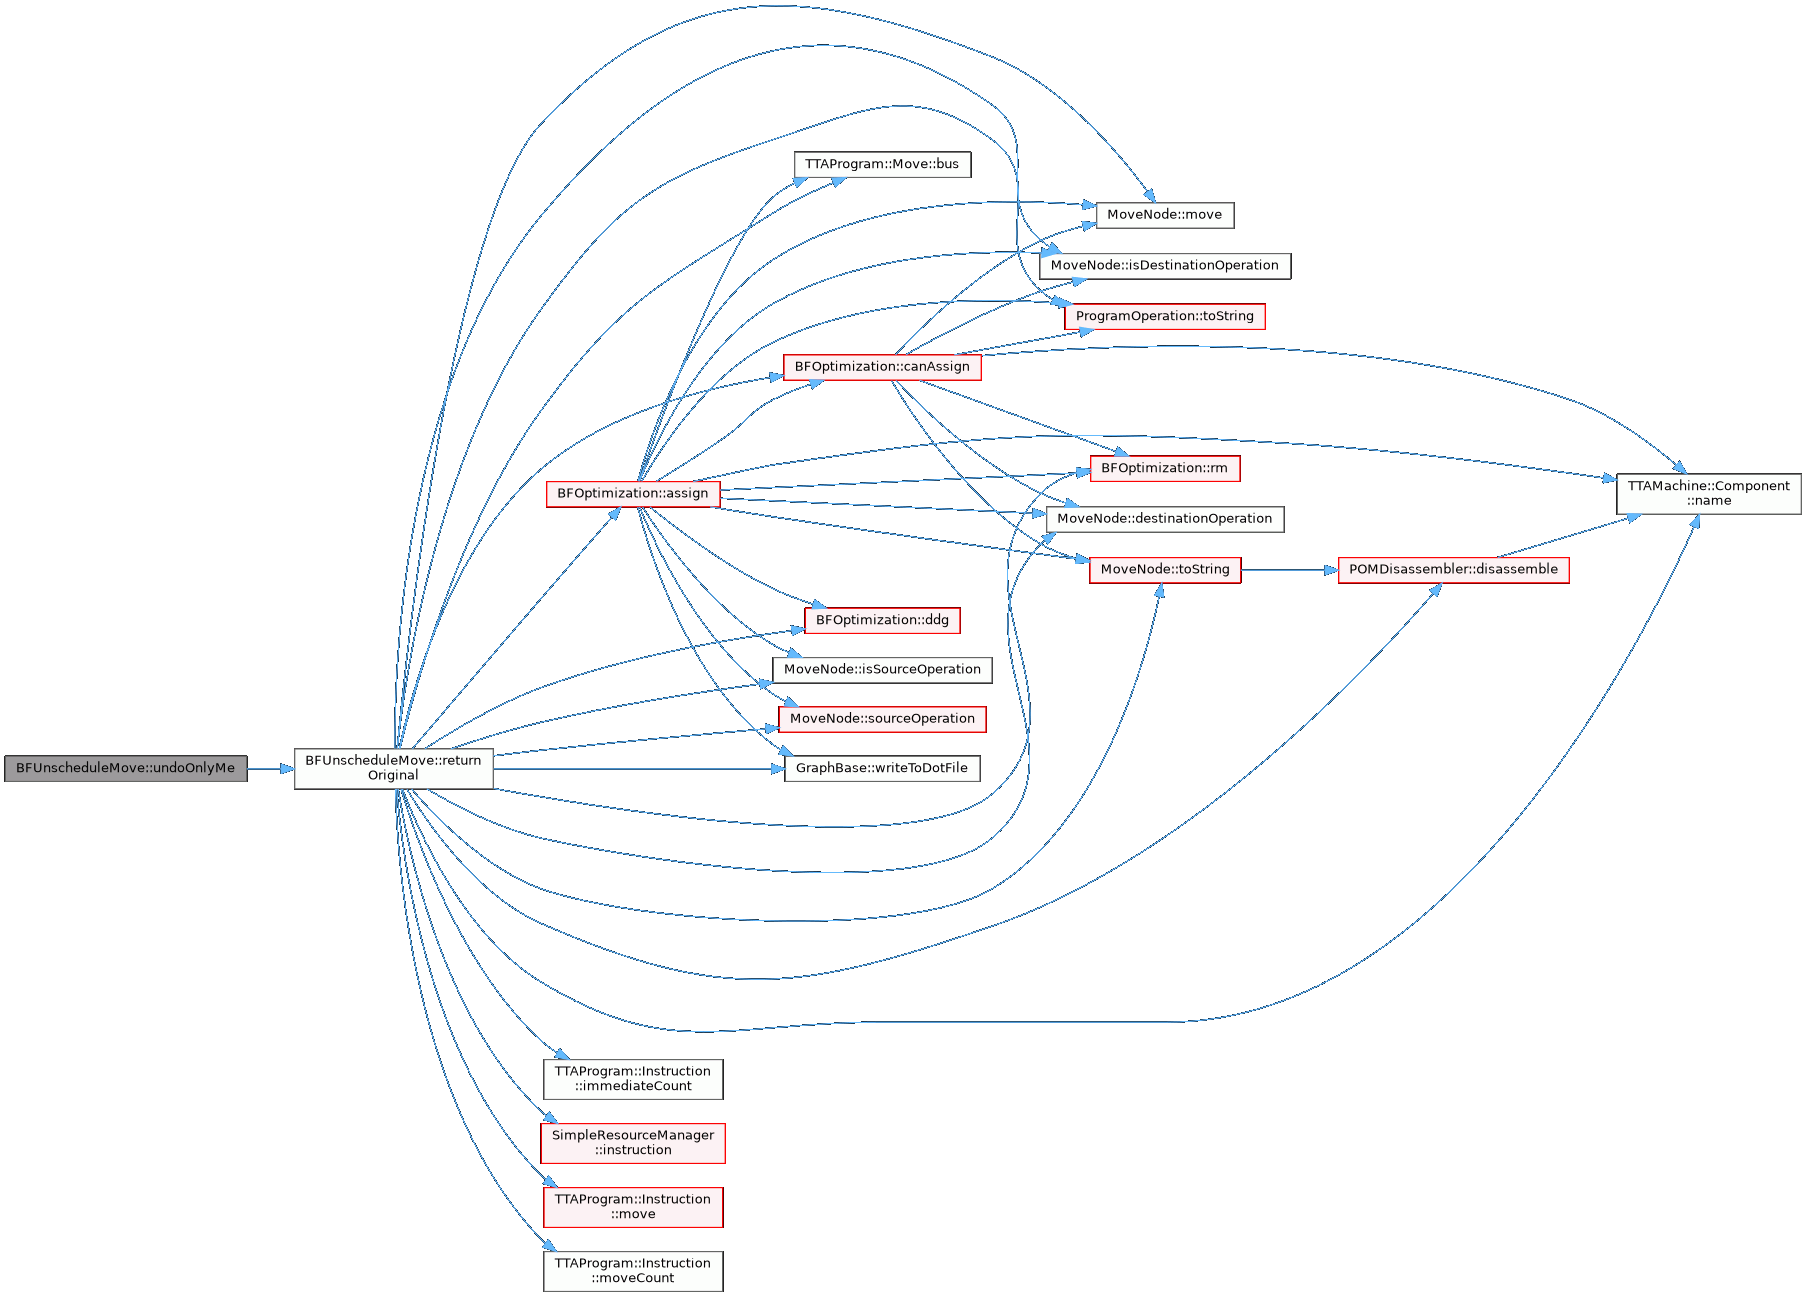 TTAProgram::Move::bus
MoveNode::move
MoveNode::isDestinationOperation
ProgramOperation::toString
BFOptimization::canAssign
BFOptimization::rm
BFOptimization::assign
TTAMachine::Component
::name
MoveNode::destinationOperation
MoveNode::toString
POMDisassembler::disassemble
BFOptimization::ddg
MoveNode::isSourceOperation
MoveNode::sourceOperation
BFUnscheduleMove::undoOnlyMe
BFUnscheduleMove::return
Original
GraphBase::writeToDotFile
TTAProgram::Instruction
::immediateCount
SimpleResourceManager
::instruction
TTAProgram::Instruction
::move
TTAProgram::Instruction
::moveCount